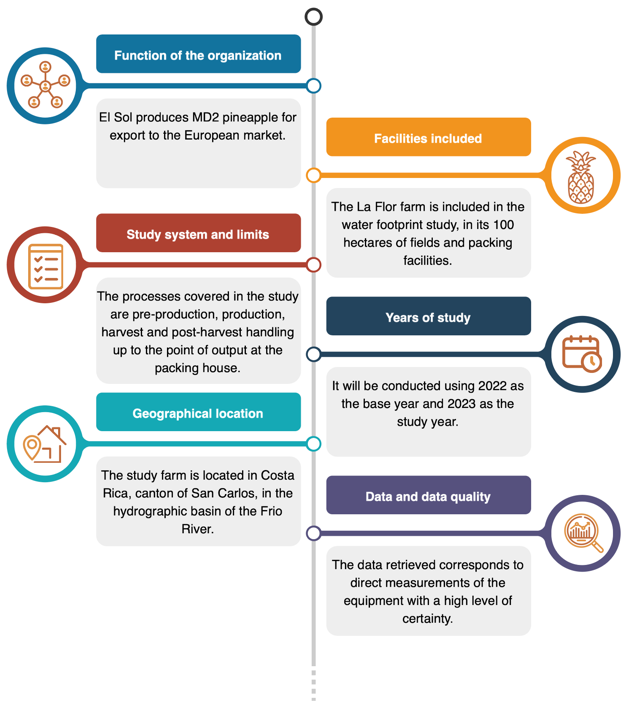 Function of the organization
El Sol produces MD2 pineapple for
export to the European market.
Facilities included
The La Flor farm is included in the
water footprint study, in its 100
hectares of fields and packing
facilities.
Study system and limits
The processes covered in the study
are pre-production, production,
harvest and post-harvest handling
up to the point of output at the
packing house.
Years of study
It will be conducted using 2022 as
the base year and 2023 as the
study year.
Geographical location
The study farm is located in Costa
Rica, canton of San Carlos, in the
hydrographic basin of the Frio
River.
Data and data quality
The data retrieved corresponds to
direct measurements of the
equipment with a high level of
certainty.